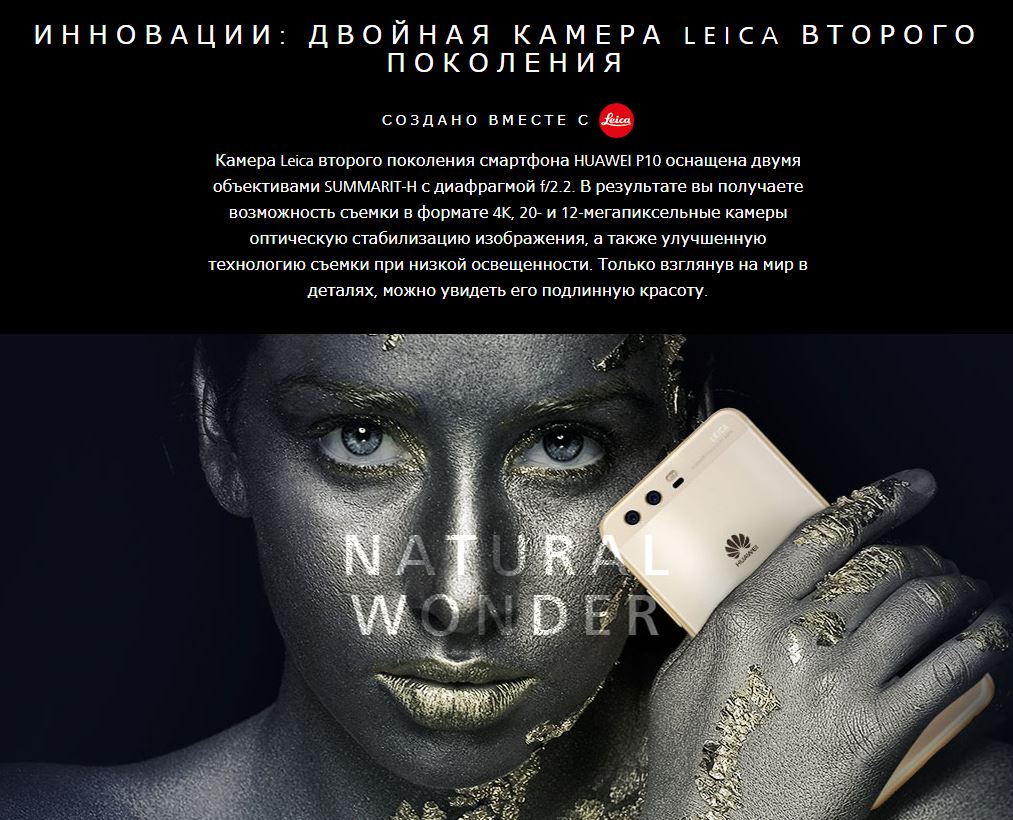 ИННОВАЦИИ: ДВОЙНАЯ КАМЕРА LEICA ВТОРОГО
ПОКОЛЕНИЯ
СОЗДАНО ВМЕСТЕ С Leica
Камера Leica второго поколения смартфона HUAWEI P10 оснащена двумя
объективами SUMMARIT-H с диафрагмой f/2.2. В результате вы получаете
возможность съемки в формате 4K, 20- и 12-мегапиксельные камеры
оптическую стабилизацию изображения, а также улучшенную
технологию съемки при низкой освещенности. Только взглянув на мир в
деталях, можно увидеть его подлинную красоту.
LEICA
HUAWEI
NATURAL
WONDER